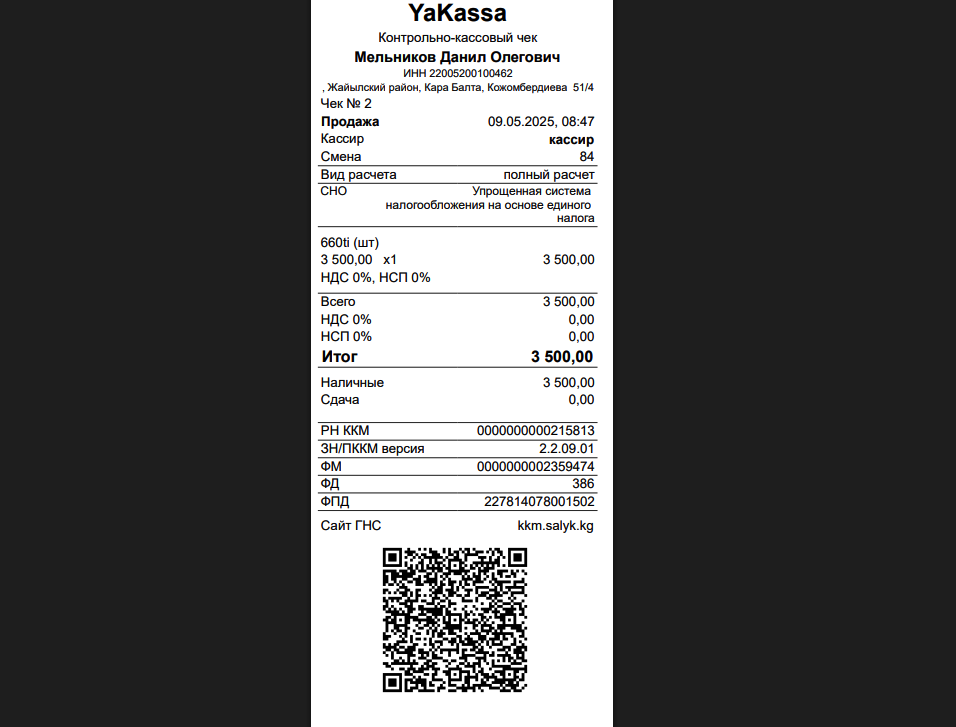 YaKassa
Контрольно-кассовый чек
Мельников Данил Олегович
ИНН 22005200100462
, Жайылский район, Кара Балта, Кожомбердиева 51/4
Чек № 2
Продажа 09.05.2025, 08:47
Кассир кассир
Смена 84
Вид расчета полный расчет
СНО Упрощенная система
налогообложения на основе единого
налога
660ti (шт)
3 500,00 x1 3 500,00
НДС 0%, НСП 0%
Всего 3 500,00
НДС 0% 0,00
НСП 0% 0,00
Итог 3 500,00
Наличные 3 500,00
Сдача 0,00
РН ККМ 0000000000215813
ЗН/ПККМ версия 2.2.09.01
ФМ 0000000002359474
ФД 386
ФПД 227814078001502
Сайт ГНС kkm.salyk.kg